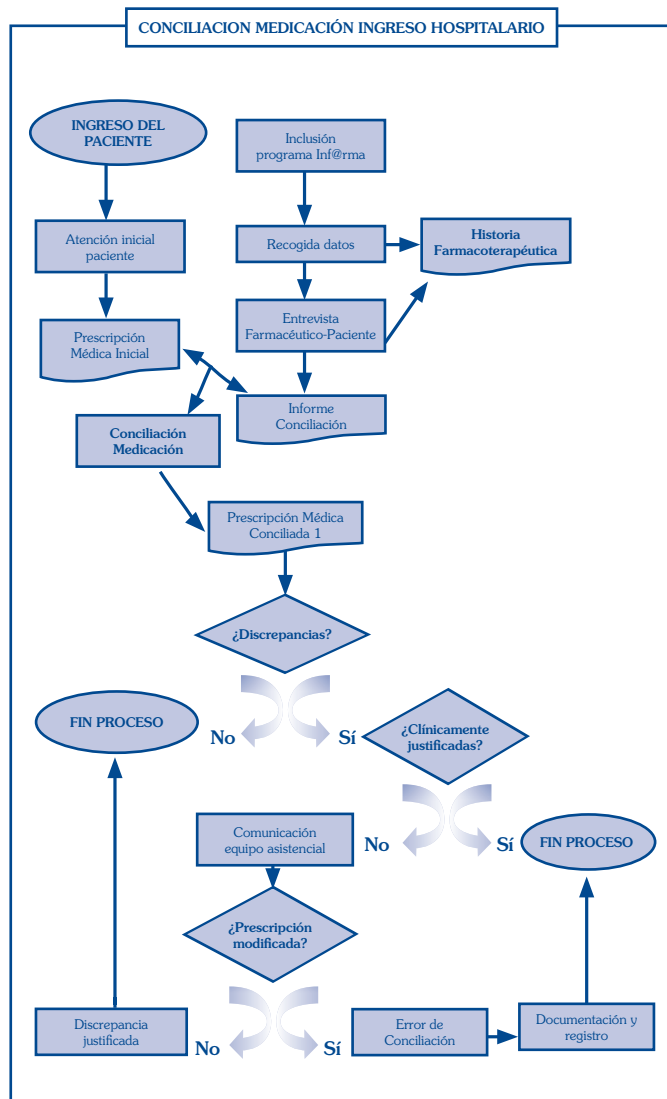 CONCILIACION MEDICACIÓN INGRESO HOSPITALARIO
INGRESO DEL
PACIENTE
Inclusión
programa Inf@rma
Atención inicial
paciente
Recogida datos
Historia
Farmacoterapéutica
Prescripción
Médica Inicial
Entrevista
Farmacéutico-Paciente
Conciliación
Medicación
Informe
Conciliación
Prescripción Médica
Conciliada 1
¿Discrepancias?
FIN PROCESO
No
Sí
¿Clínicamente
justificadas?
Comunicación
equipo asistencial
No
Sí
FIN PROCESO
¿Prescripción
modificada?
Discrepancia
justificada
No
Sí
Error de
Conciliación
Documentación y
registro